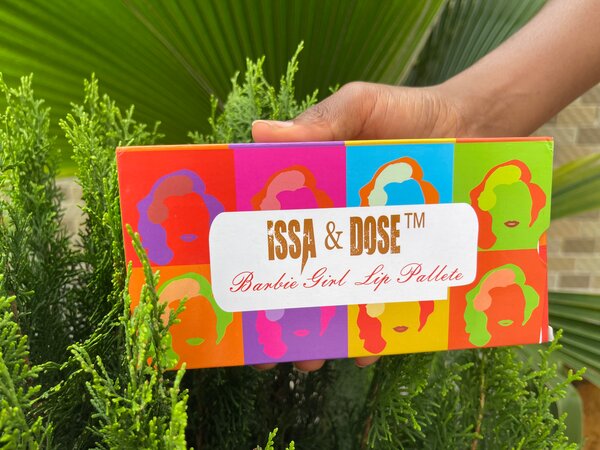 iSSA & DOSE™
Barbie Girl Lip Pallete